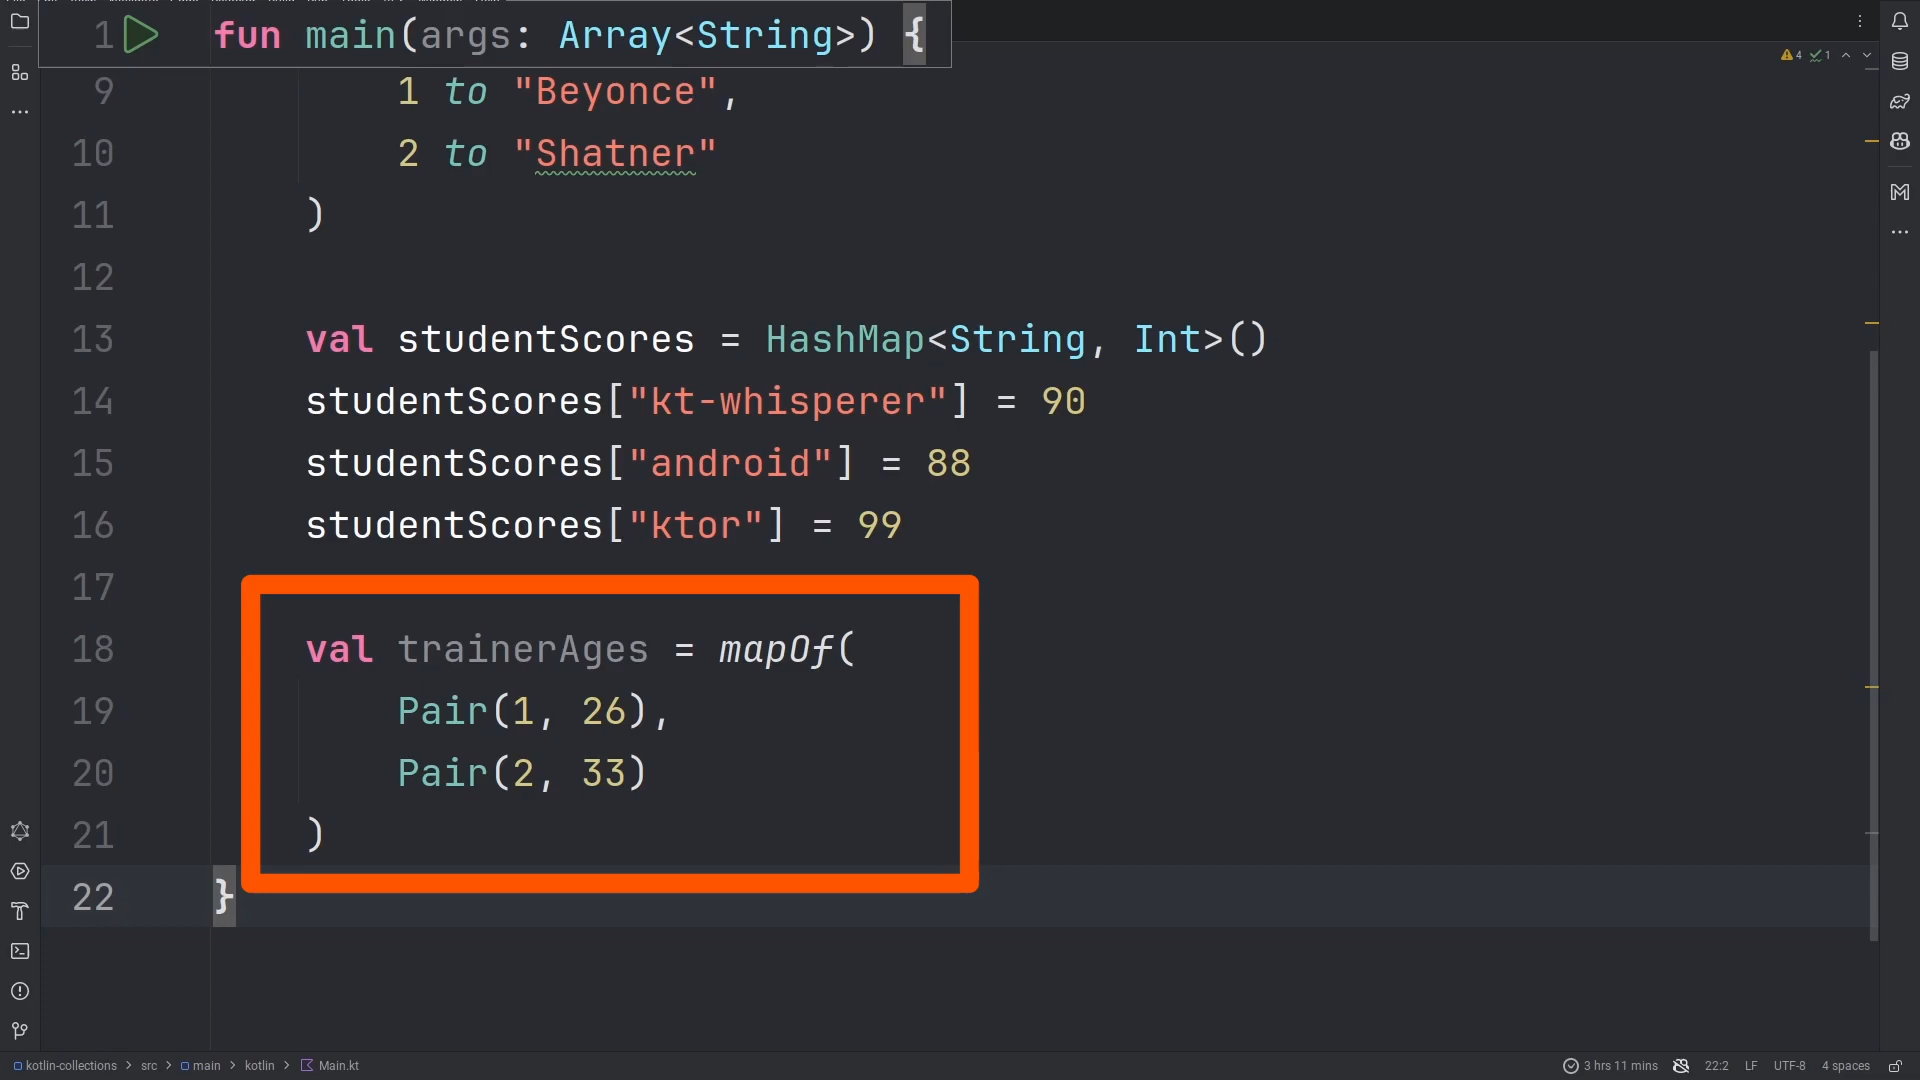 1 fun main(args: Array<String>) {
4 1
9 1 to "Beyonce",
10 2 to "Shatner"
11 )
12
13 val studentScores = HashMap<String, Int>()
14 studentScores["kt-whisperer"] = 90
15 studentScores["android"] = 88
16 studentScores["ktor"] = 99
17
18 val trainerAges = mapOf(
19 Pair(1, 26),
20 Pair(2, 33)
21 )
22 }
kotlin-collections > src > main > kotlin > Main.kt 3 hrs 11 mins 22:2 LF UTF-8 4 spaces